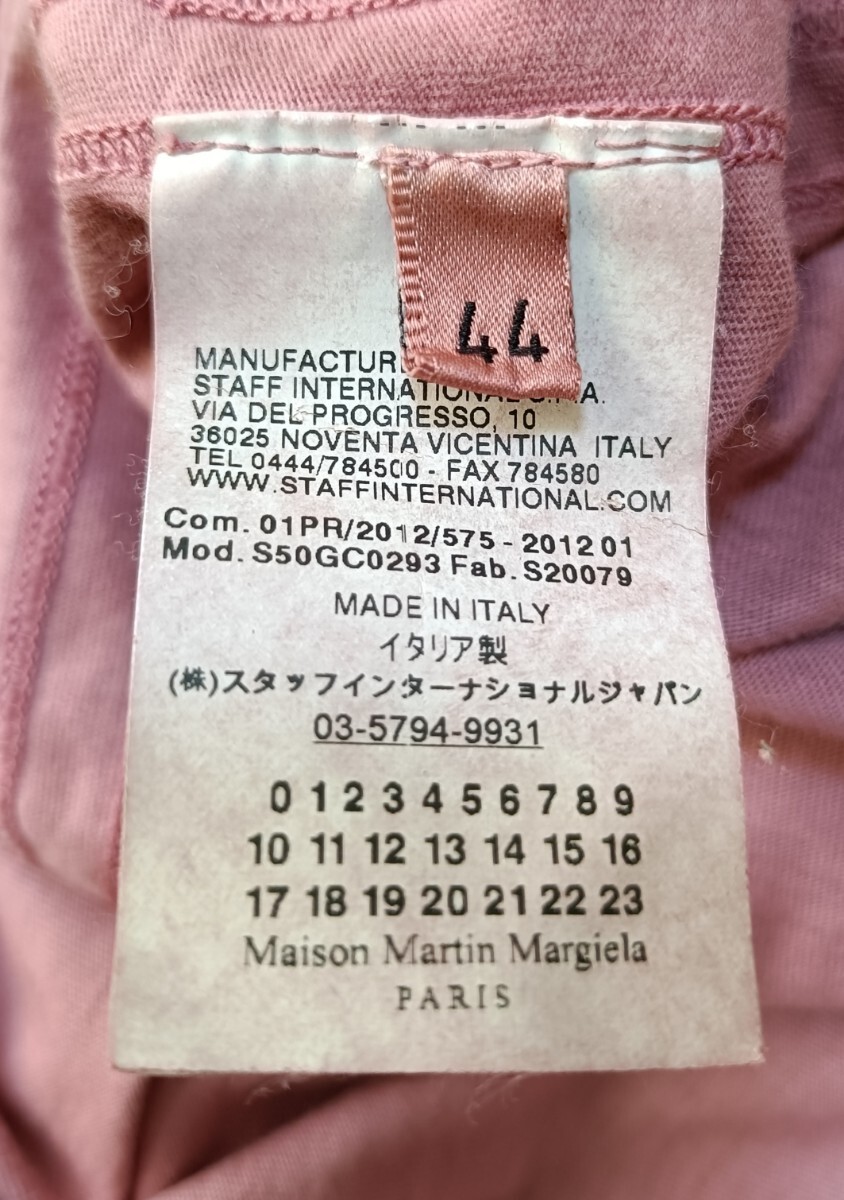 44
MANUFACTUR
STAFF INTERNATIONAL S.P.A.
VIA DEL PROGRESSO, 10
36025 NOVENTA VICENTINA ITALY
TEL 0444/784500 - FAX 784580
WWW.STAFFINTERNATIONAL.COM
Com. 01PR/2012/575 - 2012 01
Mod. S50GC0293 Fab. S20079
MADE IN ITALY
イタリア製
(株)スタッフインターナショナルジャパン
03-5794-9931
0 1 2 3 4 5 6 7 8 9
10 11 12 13 14 15 16
17 18 19 20 21 22 23
Maison Martin Margiela
PARIS